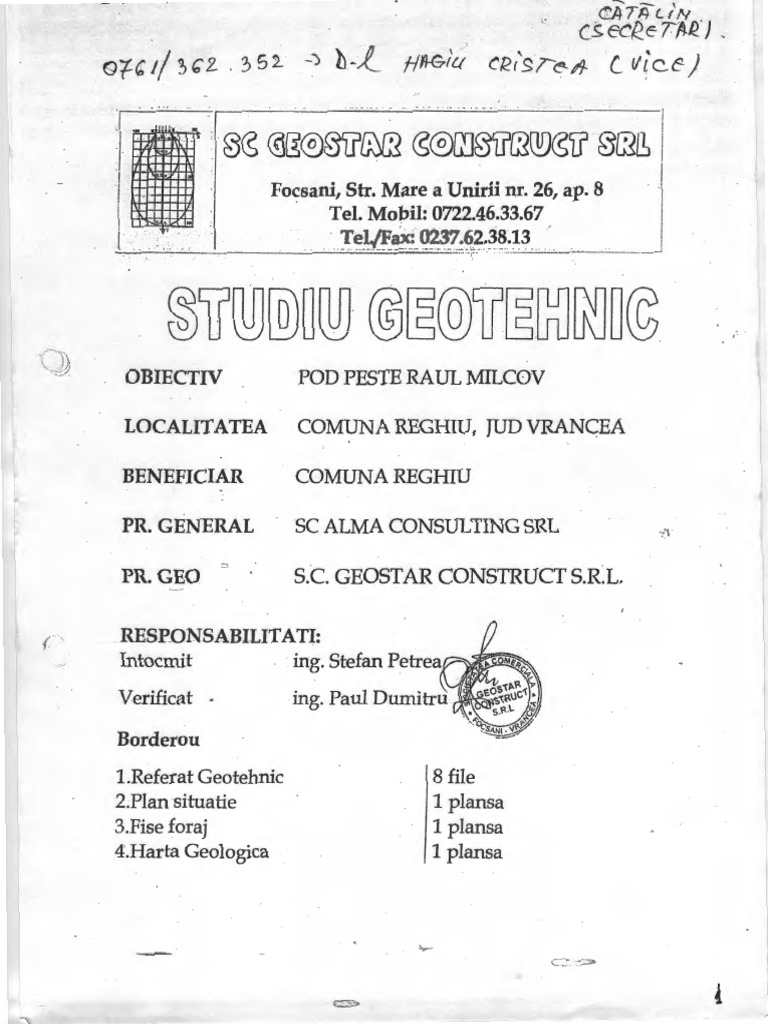 CĂTĂLIN
(SECRETAR).
0761/362.352 → D-l HAGIU CRISTEA (VICE)
SC GEOSTAR CONSTRUCT SRL
Focsani, Str. Mare a Unirii nr. 26, ap. 8
Tel. Mobil: 0722.46.33.67
Tel./Fax: 0237.62.38.13
STUDIU GEOTEHNIC
OBIECTIV POD PESTE RAUL MILCOV
LOCALITATEA COMUNA REGHIU, JUD VRANCEA
BENEFICIAR COMUNA REGHIU
PR. GENERAL SC ALMA CONSULTING SRL
PR. GEO S.C. GEOSTAR CONSTRUCT S.R.L.
RESPONSABILITATI:
Intocmit ing. Stefan Petrea
Verificat ing. Paul Dumitru
SOCIETATEA COMERCIALA
GEOSTAR
CONSTRUCT
S.R.L
* FOCSANI - VRANCEA *
Borderou
1.Referat Geotehnic 8 file
2.Plan situatie 1 plansa
3.Fise foraj 1 plansa
4.Harta Geologica 1 plansa
1